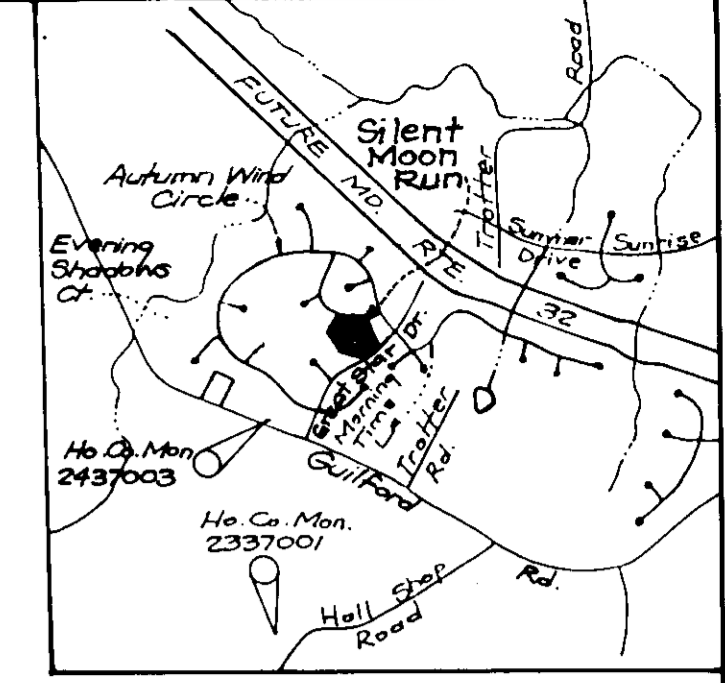 Road
FUTURE MD. RTE 32
Silent
Moon
Run
Trotter
Autumn Wind
Circle
Sunrise
Summer
Drive
Evening
Shadows
Ct.
Great Star Dr.
Morning
Time
La.
Trotter
Rd.
Guilford Rd.
Ho. Co. Mon
2437003
Ho. Co. Mon.
2337001
Hall Shop
Road